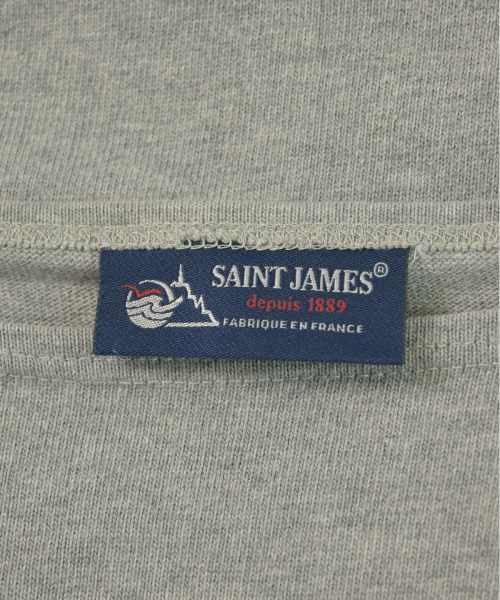 SAINT JAMES®
depuis 1889
FABRIQUE EN FRANCE